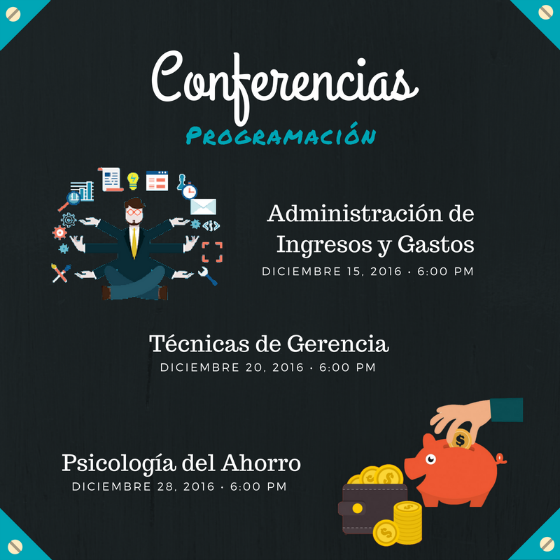 Conferencias
Programación
Administración de
Ingresos y Gastos
DICIEMBRE 15, 2016 • 6:00 PM
Técnicas de Gerencia
DICIEMBRE 20, 2016 • 6:00 PM
Psicología del Ahorro
DICIEMBRE 28, 2016 • 6:00 PM